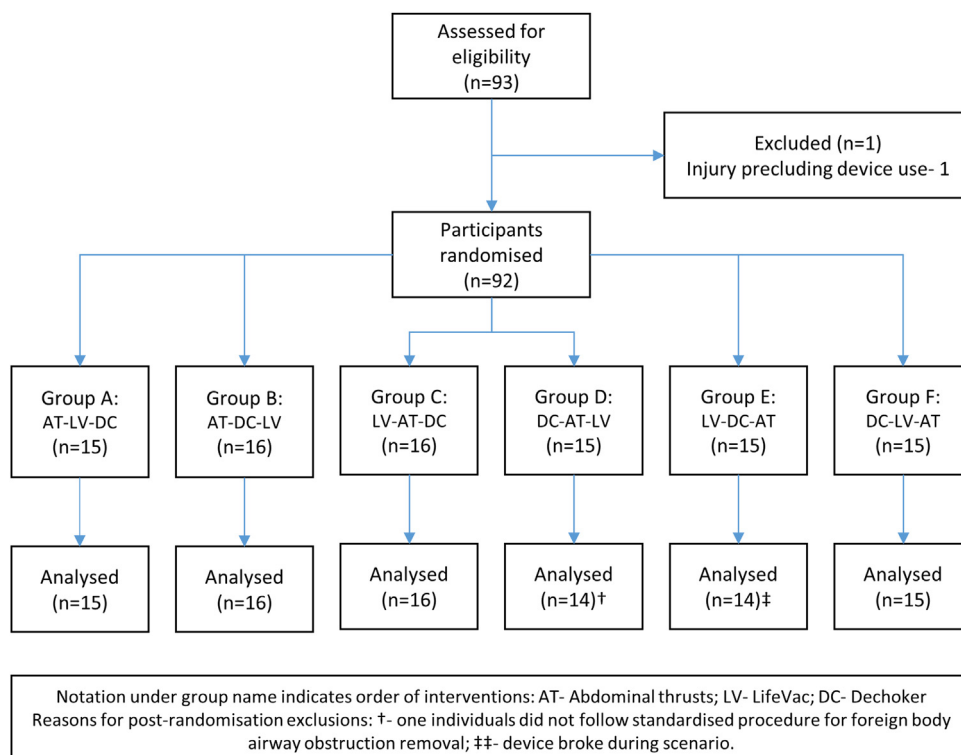 Assessed for
eligibility
(n=93)
Excluded (n=1)
Injury precluding device use- 1
Participants
randomised
(n=92)
Group A:
AT-LV-DC
(n=15)
Group B:
AT-DC-LV
(n=16)
Group C:
LV-AT-DC
(n=16)
Group D:
DC-AT-LV
(n=15)
Group E:
LV-DC-AT
(n=15)
Group F:
DC-LV-AT
(n=15)
Analysed
(n=15)
Analysed
(n=16)
Analysed
(n=16)
Analysed
(n=14)†
Analysed
(n=14)‡
Analysed
(n=15)
Notation under group name indicates order of interventions: AT- Abdominal thrusts; LV- LifeVac; DC- Dechoker
Reasons for post-randomisation exclusions: †- one individuals did not follow standardised procedure for foreign body
airway obstruction removal; ‡‡- device broke during scenario.